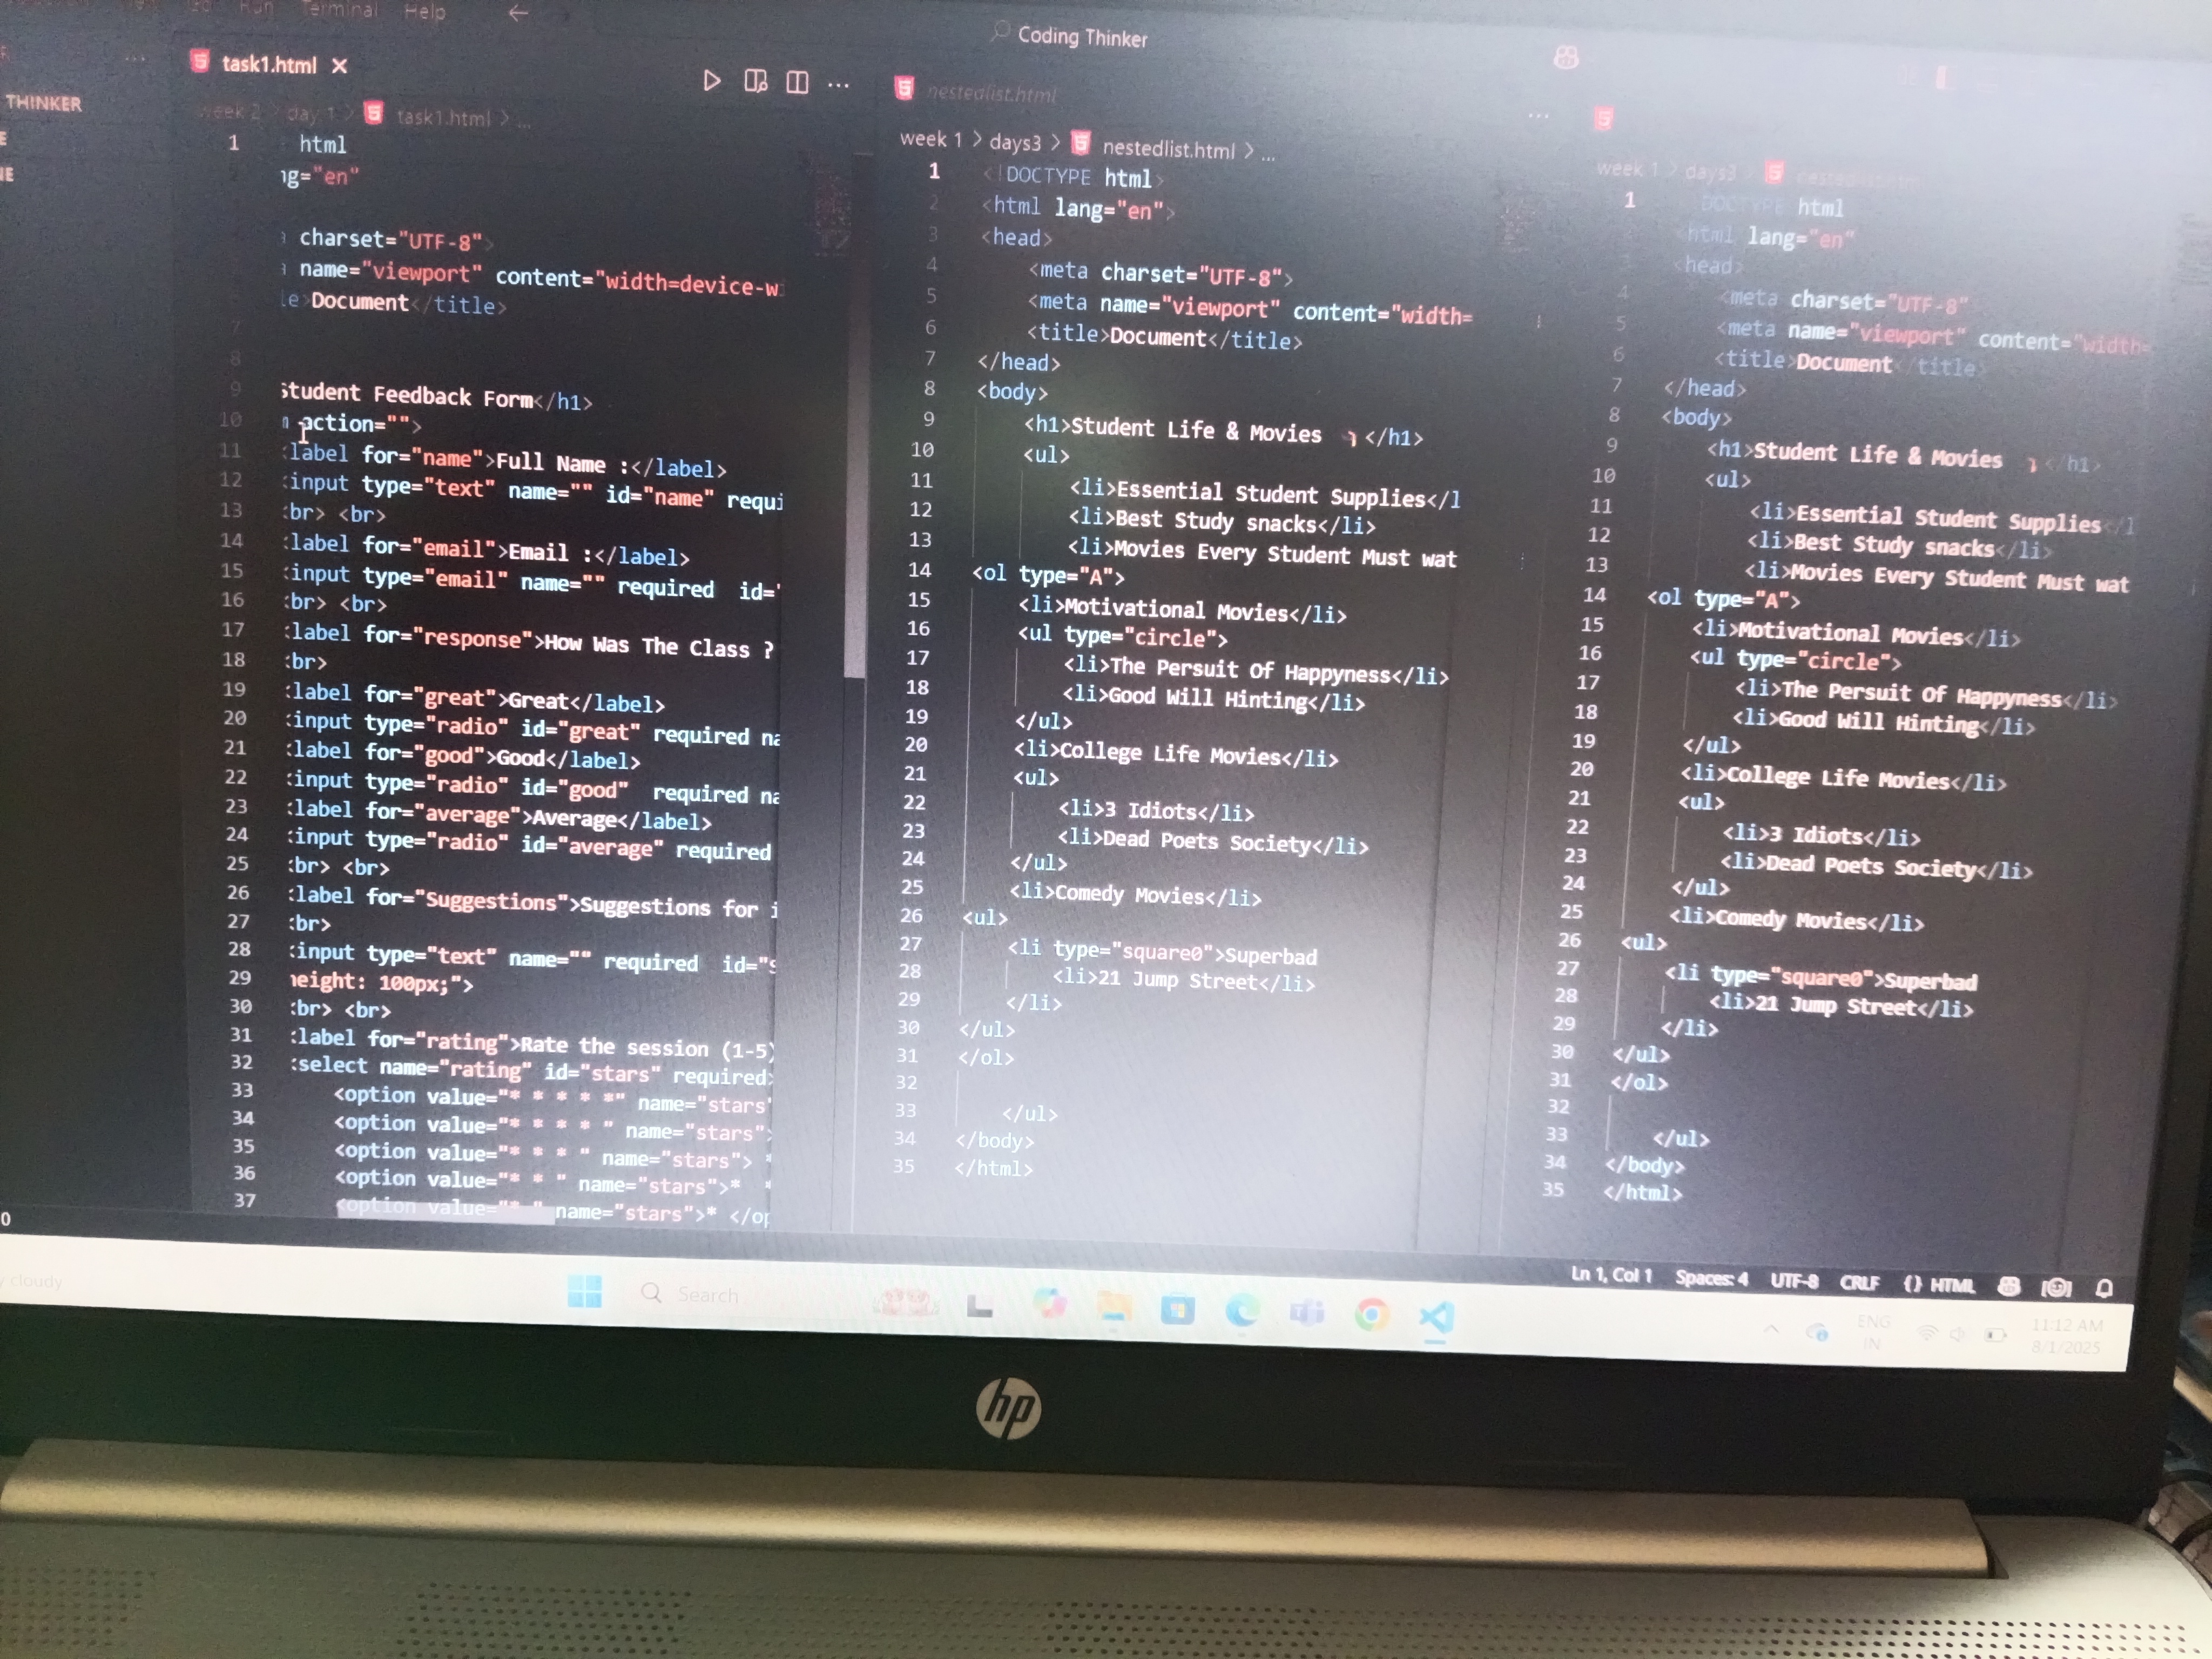 Run Terminal Help
Coding Thinker
THINKER
task1.html
week 2 > day 1 > task1.html > ...
1 html
ng="en"
charset="UTF-8">
name="viewport" content="width=device-w
le>Document</title>
7
8
9 Student Feedback Form</h1>
10 action="">
11 label for="name">Full Name :</label>
12 input type="text" name="" id="name" requi
13 br> <br>
14 label for="email">Email :</label>
15 input type="email" name="" required id="
16 br> <br>
17 label for="response">How Was The Class ?
18 br>
19 label for="great">Great</label>
20 input type="radio" id="great" required na
21 label for="good">Good</label>
22 input type="radio" id="good" required na
23 label for="average">Average</label>
24 input type="radio" id="average" required
25 br> <br>
26 label for="Suggestions">Suggestions for i
27 br>
28 input type="text" name="" required id="s
29 height: 100px;">
30 br> <br>
31 label for="rating">Rate the session (1-5)
32 select name="rating" id="stars" required>
33 <option value="* * * * *" name="stars"
34 <option value="* * * * " name="stars">
35 <option value="* * * " name="stars"> *
36 <option value="* * " name="stars">* *
37 <option value="* " name="stars">* </op
nestedlist.html
week 1 > days3 > nestedlist.html > ...
1 <!DOCTYPE html>
2 <html lang="en">
3 <head>
4 <meta charset="UTF-8">
5 <meta name="viewport" content="width=
6 <title>Document</title>
7 </head>
8 <body>
9 <h1>Student Life & Movies </h1>
10 <ul>
11 <li>Essential Student Supplies</l
12 <li>Best Study snacks</li>
13 <li>Movies Every Student Must wat
14 <ol type="A">
15 <li>Motivational Movies</li>
16 <ul type="circle">
17 <li>The Persuit Of Happyness</li>
18 <li>Good Will Hinting</li>
19 </ul>
20 <li>College Life Movies</li>
21 <ul>
22 <li>3 Idiots</li>
23 <li>Dead Poets Society</li>
24 </ul>
25 <li>Comedy Movies</li>
26 <ul>
27 <li type="square0">Superbad
28 <li>21 Jump Street</li>
29 </li>
30 </ul>
31 </ol>
32
33 </ul>
34 </body>
35 </html>
week 1 > days3 > nestedlist.html
1 DOCTYPE html
<html lang="en"
<head>
4 <meta charset="UTF-8"
5 <meta name="viewport" content="width=
6 <title>Document</title>
7 </head>
8 <body>
9 <h1>Student Life & Movies </h1>
10 <ul>
11 <li>Essential Student Supplies</l
12 <li>Best Study snacks</li>
13 <li>Movies Every Student Must wat
14 <ol type="A">
15 <li>Motivational Movies</li>
16 <ul type="circle">
17 <li>The Persuit Of Happyness</li>
18 <li>Good Will Hinting</li>
19 </ul>
20 <li>College Life Movies</li>
21 <ul>
22 <li>3 Idiots</li>
23 <li>Dead Poets Society</li>
24 </ul>
25 <li>Comedy Movies</li>
26 <ul>
27 <li type="square0">Superbad
28 <li>21 Jump Street</li>
29 </li>
30 </ul>
31 </ol>
32
33 </ul>
34 </body>
35 </html>
Ln 1, Col 1 Spaces: 4 UTF-8 CRLF {} HTML
cloudy
Search
ENG
IN
11:12 AM
8/1/2025
hp